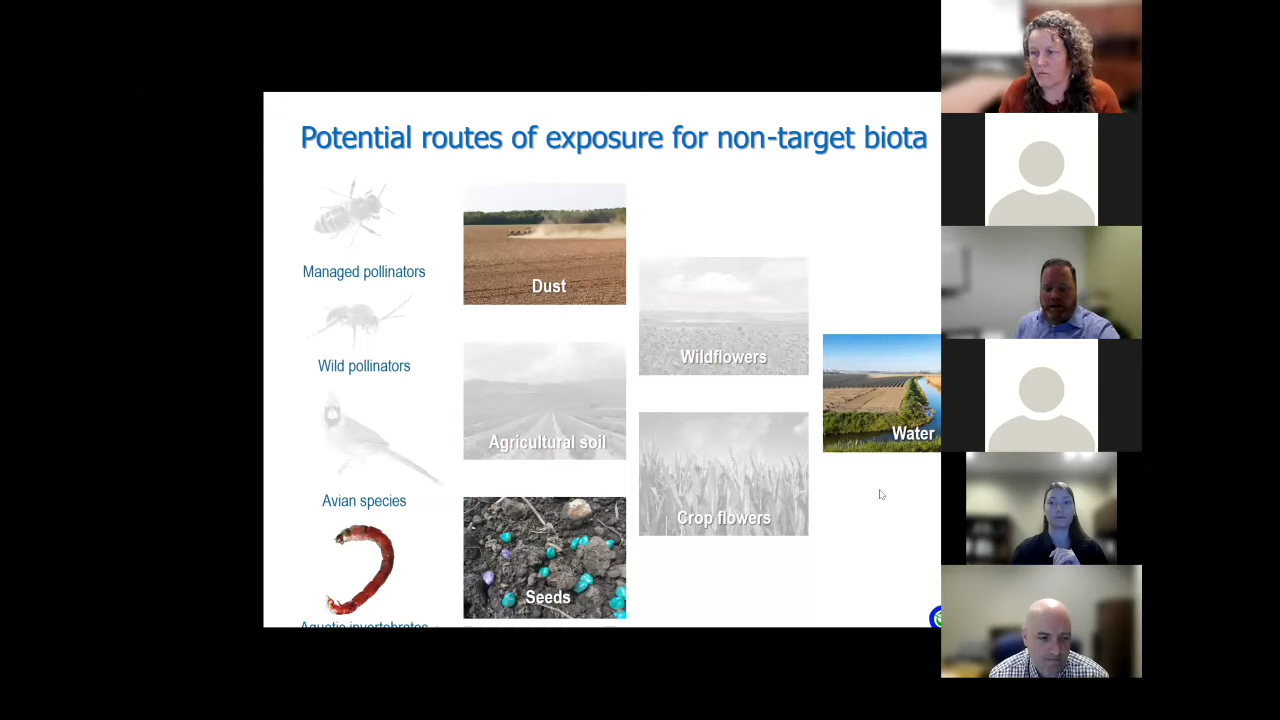 Potential routes of exposure for non-target biota
Managed pollinators
Wild pollinators
Avian species
Aquatic invertebrates
Dust
Agricultural soil
Seeds
Wildflowers
Crop flowers
Water